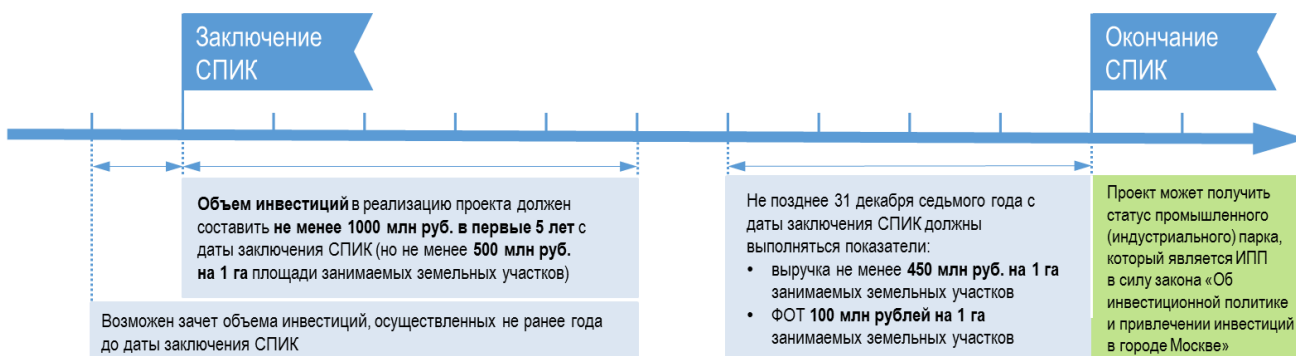 Заключение
СПИК
Окончание
СПИК
Объем инвестиций в реализацию проекта должен
составить не менее 1000 млн руб. в первые 5 лет с
даты заключения СПИК (но не менее 500 млн руб.
на 1 га площади занимаемых земельных участков)
Возможен зачет объема инвестиций, осуществленных не ранее года
до даты заключения СПИК
Не позднее 31 декабря седьмого года с
даты заключения СПИК должны
выполняться показатели:
• выручка не менее 450 млн руб. на 1 га
занимаемых земельных участков
• ФОТ 100 млн рублей на 1 га
занимаемых земельных участков
Проект может получить
статус промышленного
(индустриального) парка,
который является ИПП
в силу закона «Об
инвестиционной политике
и привлечении инвестиций
в городе Москве»